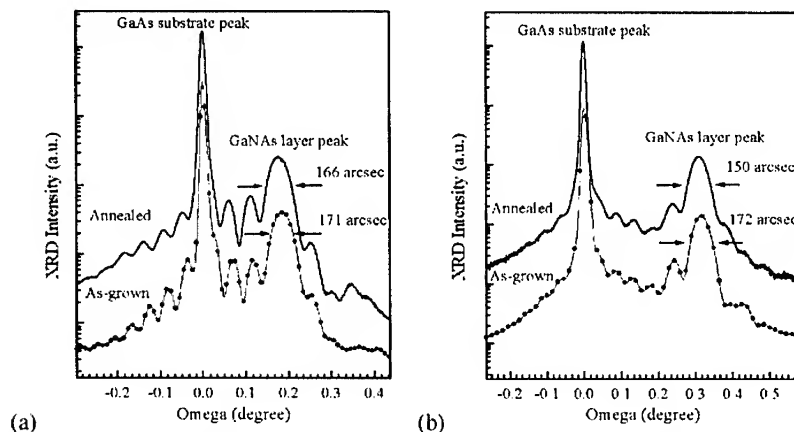 GaAs substrate peak
GaNAs layer peak
166 arcsec
171 arcsec
Annealed
As-grown
XRD Intensity (a.u.)
-0.2 -0.1 0.0 0.1 0.2 0.3 0.4
Omega (degree)
(a)
GaAs substrate peak
GaNAs layer peak
150 arcsec
172 arcsec
Annealed
As-grown
XRD Intensity (a.u.)
-0.2 -0.1 0.0 0.1 0.2 0.3 0.4 0.5
Omega (degree)
(b)